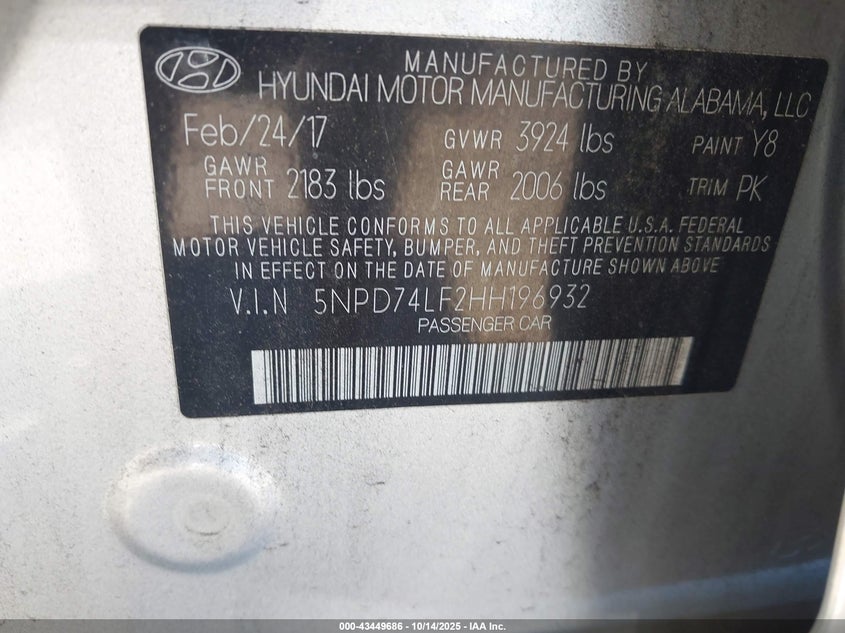 MANUFACTURED BY
HYUNDAI MOTOR MANUFACTURING ALABAMA, LLC
Feb/24/17 GVWR 3924 lbs PAINT Y8
GAWR FRONT 2183 lbs GAWR REAR 2006 lbs TRIM PK
THIS VEHICLE CONFORMS TO ALL APPLICABLE U.S.A. FEDERAL
MOTOR VEHICLE SAFETY, BUMPER, AND THEFT PREVENTION STANDARDS
IN EFFECT ON THE DATE OF MANUFACTURE SHOWN ABOVE
V.I.N 5NPD74LF2HH196932
PASSENGER CAR
000-43449686 - 10/14/2025 - IAA Inc.